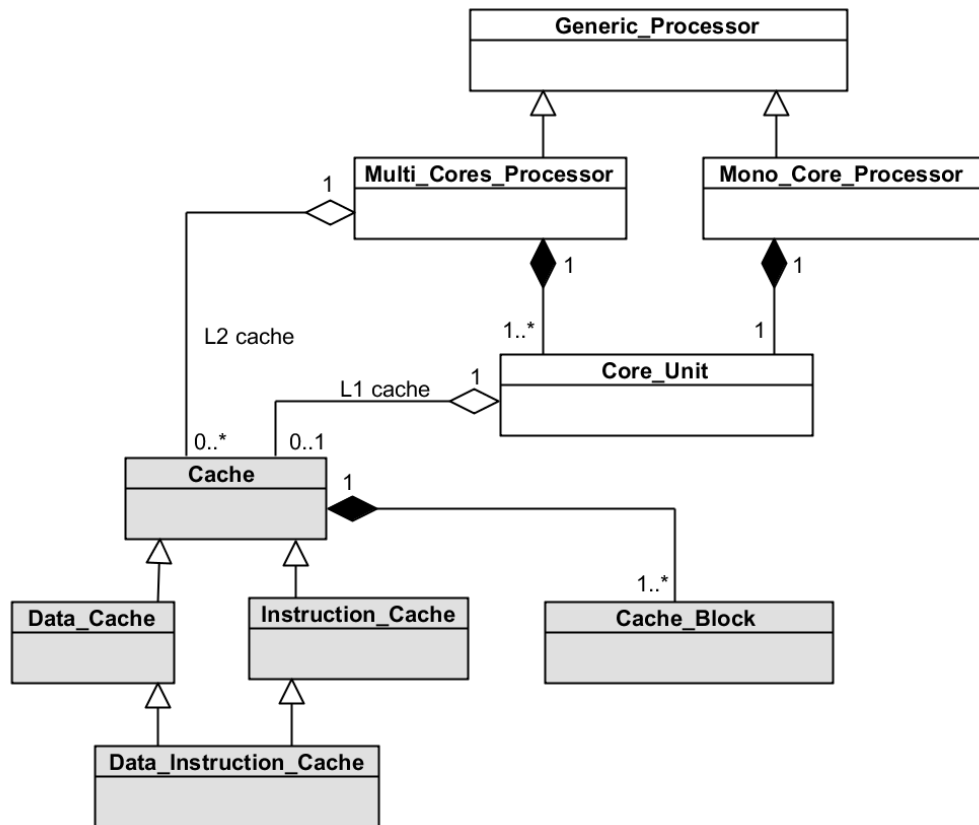 Generic_Processor
Multi_Cores_Processor
Mono_Core_Processor
1
1
1
L2 cache
1..*
1
Core_Unit
L1 cache
1
0..*
0..1
Cache
1
1..*
Data_Cache
Instruction_Cache
Cache_Block
Data_Instruction_Cache